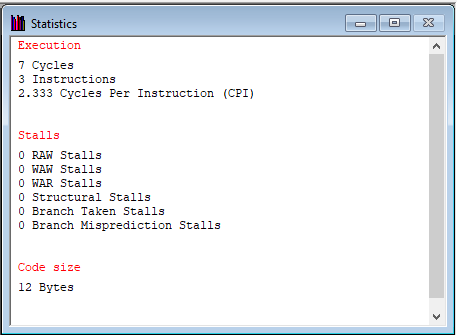 Statistics
Execution
7 Cycles
3 Instructions
2.333 Cycles Per Instruction (CPI)
Stalls
0 RAW Stalls
0 WAW Stalls
0 WAR Stalls
0 Structural Stalls
0 Branch Taken Stalls
0 Branch Misprediction Stalls
Code size
12 Bytes